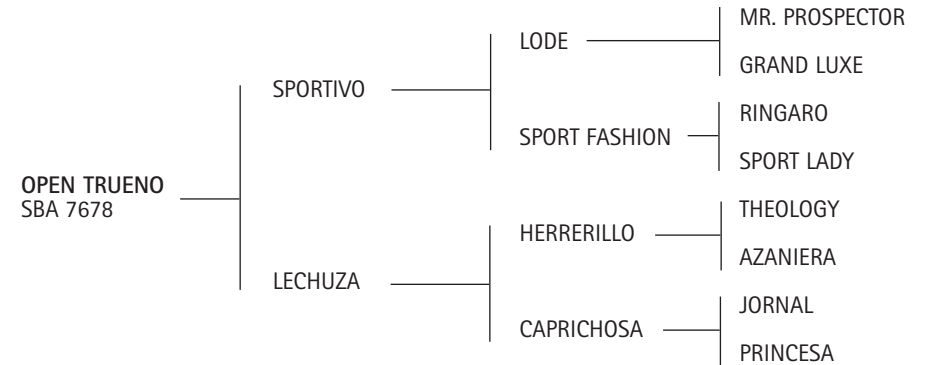 MR. PROSPECTOR
LODE
GRAND LUXE
SPORTIVO
RINGARO
SPORT FASHION
SPORT LADY
OPEN TRUENO
SBA 7678
THEOLOGY
HERRERILLO
AZANIERA
LECHUZA
JORNAL
CAPRICHOSA
PRINCESA